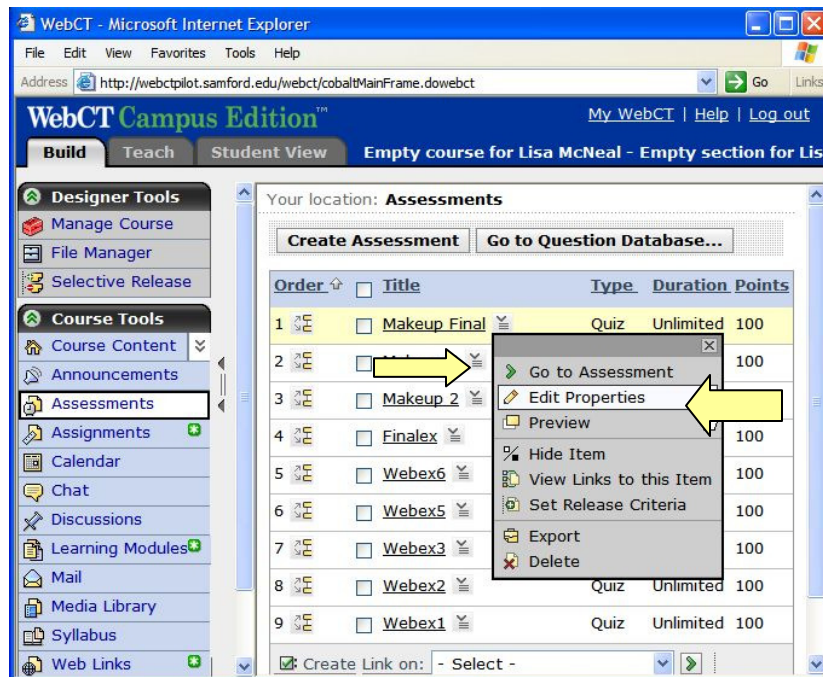 WebCT - Microsoft Internet Explorer
File Edit View Favorites Tools Help
Address http://webctpilot.samford.edu/webct/cobaltMainFrame.dowebct Go Links
WebCT Campus Edition™ My WebCT | Help | Log out
Build Teach Student View Empty course for Lisa McNeal - Empty section for Lis
Designer Tools
Manage Course
File Manager
Selective Release
Course Tools
Course Content
Announcements
Assessments
Assignments
Calendar
Chat
Discussions
Learning Modules
Mail
Media Library
Syllabus
Web Links
Your location: Assessments
Create Assessment Go to Question Database...
Order Title Type Duration Points
1 Makeup Final Quiz Unlimited 100
2 100
3 Makeup 2 100
4 Finalex 100
5 Webex6 100
6 Webex5 100
7 Webex3 100
8 Webex2 Quiz Unlimited 100
9 Webex1 Quiz Unlimited 100
Go to Assessment
Edit Properties
Preview
Hide Item
View Links to this Item
Set Release Criteria
Export
Delete
Create Link on: - Select -